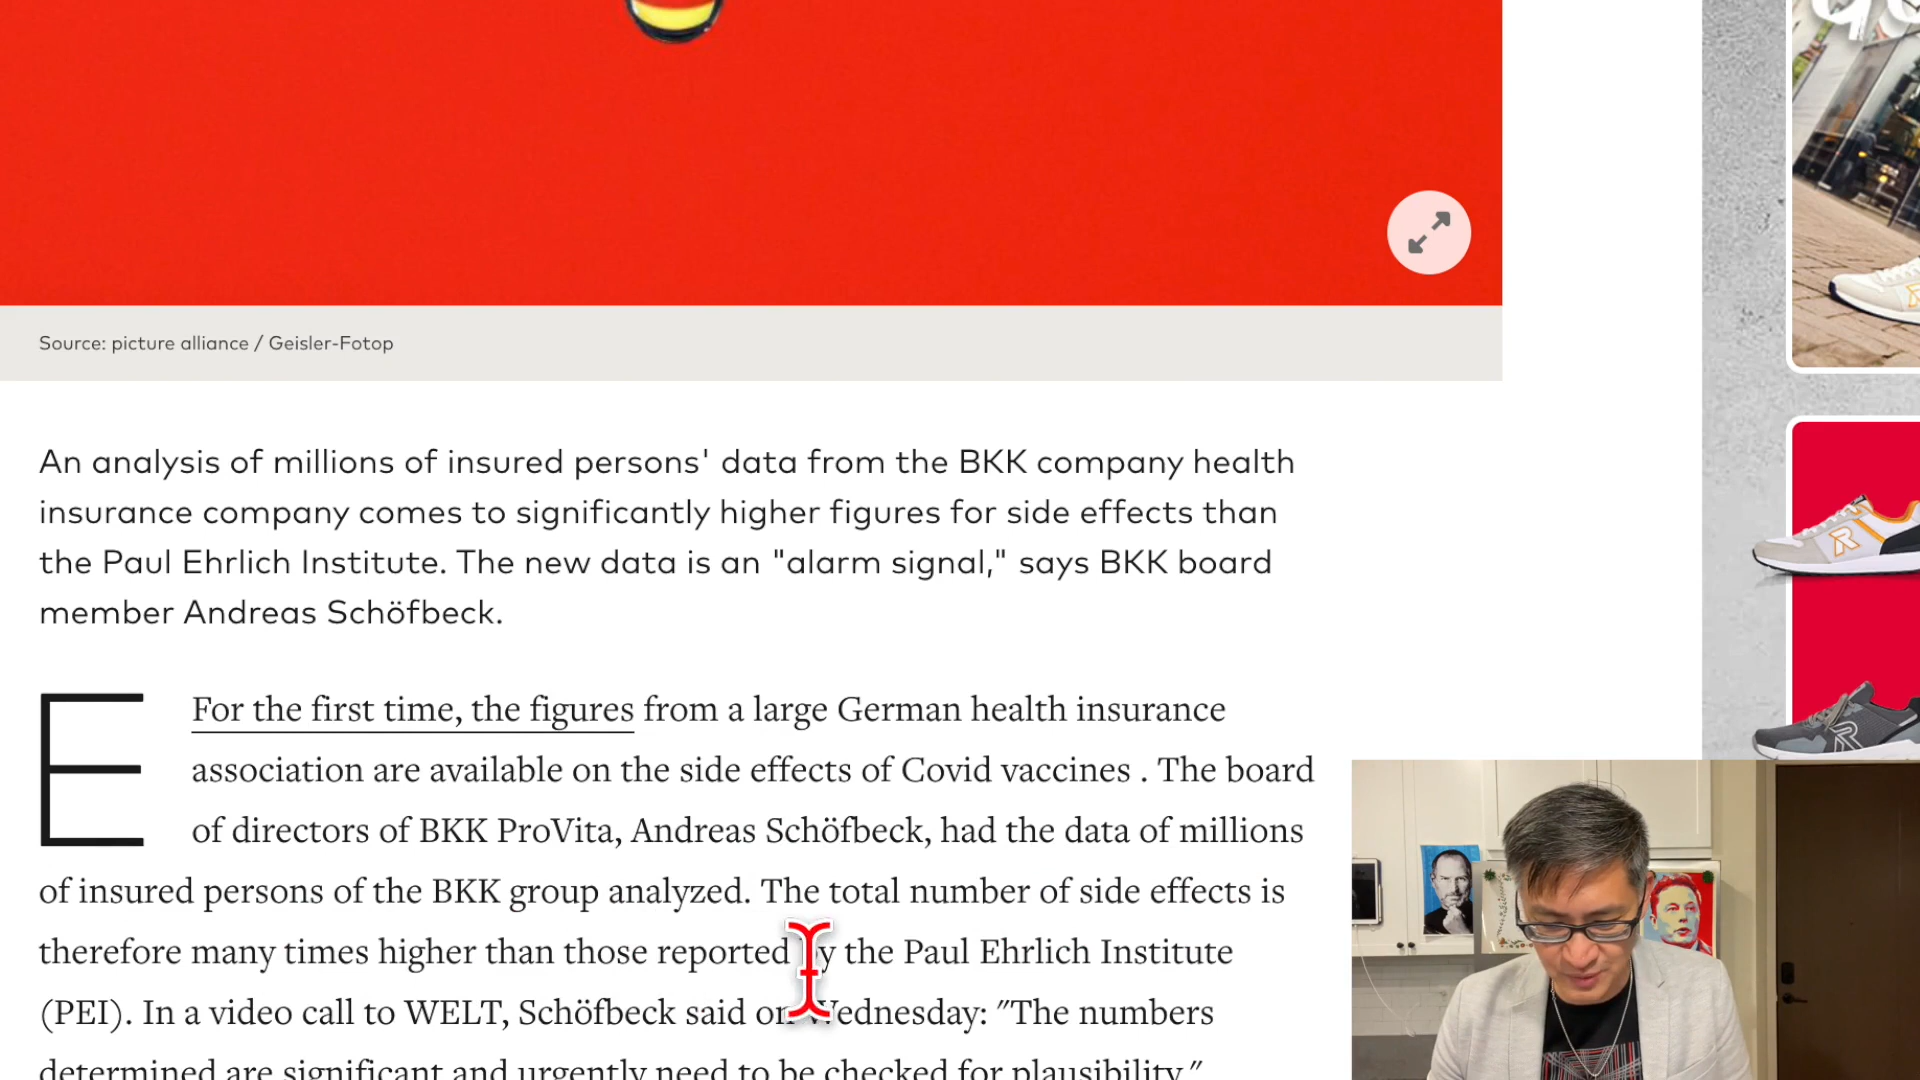 Source: picture alliance / Geisler-Fotop
An analysis of millions of insured persons' data from the BKK company health
insurance company comes to significantly higher figures for side effects than
the Paul Ehrlich Institute. The new data is an "alarm signal," says BKK board
member Andreas Schöfbeck.
E For the first time, the figures from a large German health insurance
association are available on the side effects of Covid vaccines . The board
of directors of BKK ProVita, Andreas Schöfbeck, had the data of millions
of insured persons of the BKK group analyzed. The total number of side effects is
therefore many times higher than those reported by the Paul Ehrlich Institute
(PEI). In a video call to WELT, Schöfbeck said on Wednesday: "The numbers
determined are significant and urgently need to be checked for plausibility."